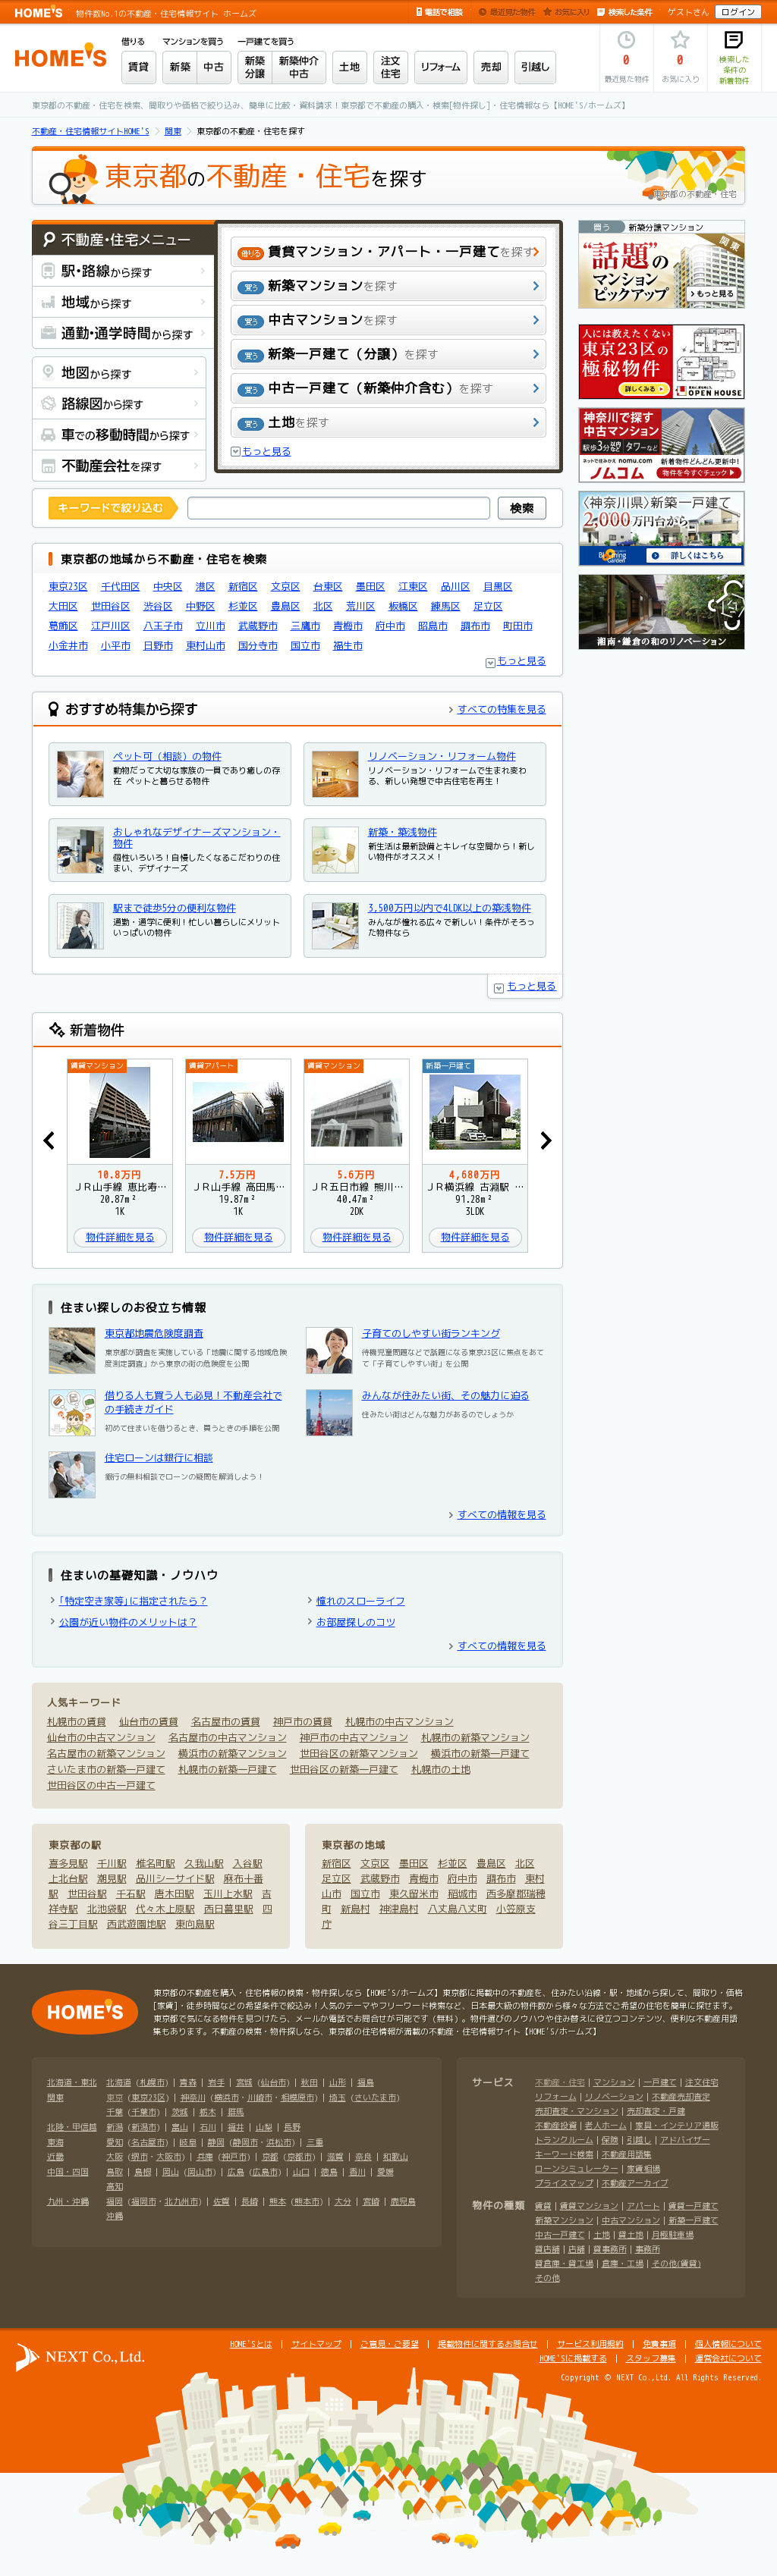 HOME'S 物件数No.1の不動産・住宅情報サイト ホームズ
電話で相談 最近見た物件 お気に入り 検索した条件 ゲストさん ログイン
HOME'S
借りる マンションを買う 一戸建てを買う
賃貸 新築 中古 新築分譲 新築仲介中古 土地 注文住宅 リフォーム 売却 引越し
0 最近見た物件
0 お気に入り
検索した条件の新着物件
東京都の不動産・住宅を検索、間取りや価格で絞り込み、簡単に比較・資料請求！東京都で不動産の購入・検索[物件探し]・住宅情報なら【HOME'S/ホームズ】
不動産・住宅情報サイトHOME'S 関東 東京都の不動産・住宅を探す
東京都の不動産・住宅を探す
東京都の不動産・住宅
不動産・住宅メニュー
駅・路線から探す
地域から探す
通勤・通学時間から探す
地図から探す
路線図から探す
車での移動時間から探す
不動産会社を探す
借りる 賃貸マンション・アパート・一戸建てを探す
買う 新築マンションを探す
買う 中古マンションを探す
買う 新築一戸建て（分譲）を探す
買う 中古一戸建て（新築仲介含む）を探す
買う 土地を探す
もっと見る
キーワードで絞り込む 検索
買う 新築分譲マンション
関東
“話題”の
マンション
ピックアップ
もっと見る
人には教えたくない
東京23区の
極秘物件
詳しくみる
OPEN HOUSE
神奈川で探す
中古マンション
駅歩3分 タワーなど
ネットで住みかえ nomu.com 新着物件どんどん更新中！
ノムコム 物件を今すぐチェック
〈神奈川県〉新築一戸建て
2,000万円台から
Blooming Garden
詳しくはこちら
湘南・鎌倉の和のリノベーション
東京都の地域から不動産・住宅を検索
東京23区 千代田区 中央区 港区 新宿区 文京区 台東区 墨田区 江東区 品川区 目黒区
大田区 世田谷区 渋谷区 中野区 杉並区 豊島区 北区 荒川区 板橋区 練馬区 足立区
葛飾区 江戸川区 八王子市 立川市 武蔵野市 三鷹市 青梅市 府中市 昭島市 調布市 町田市
小金井市 小平市 日野市 東村山市 国分寺市 国立市 福生市
もっと見る
おすすめ特集から探す
すべての特集を見る
ペット可（相談）の物件
動物だって大切な家族の一員であり癒しの存在 ペットと暮らせる物件
リノベーション・リフォーム物件
リノベーション・リフォームで生まれ変わる、新しい発想で中古住宅を再生！
おしゃれなデザイナーズマンション・物件
個性いろいろ！自慢したくなるこだわりの住まい、デザイナーズ
新築・築浅物件
新生活は最新設備とキレイな空間から！新しい物件がオススメ！
駅まで徒歩5分の便利な物件
通勤・通学に便利！忙しい暮らしにメリットいっぱいの物件
3,500万円以内で4LDK以上の築浅物件
みんなが憧れる広々で新しい！条件がそろった物件なら
もっと見る
新着物件
賃貸マンション
10.8万円
ＪＲ山手線 恵比寿…
20.87m²
1K
物件詳細を見る
賃貸アパート
7.5万円
ＪＲ山手線 高田馬…
19.87m²
1K
物件詳細を見る
賃貸マンション
5.6万円
ＪＲ五日市線 熊川…
40.47m²
2DK
物件詳細を見る
新築一戸建て
4,680万円
ＪＲ横浜線 古淵駅 …
91.28m²
3LDK
物件詳細を見る
住まい探しのお役立ち情報
東京都地震危険度調査
東京都が調査を実施している「地震に関する地域危険度測定調査」から東京の街の危険度を公開
子育てのしやすい街ランキング
待機児童問題などで話題になる東京23区に焦点をあてて「子育てしやすい街」を公開
借りる人も買う人も必見！不動産会社での手続きガイド
初めて住まいを借りるとき、買うときの手順を公開
みんなが住みたい街、その魅力に迫る
住みたい街はどんな魅力があるのでしょうか
住宅ローンは銀行に相談
銀行の無料相談でローンの疑問を解消しよう！
すべての情報を見る
住まいの基礎知識・ノウハウ
「特定空き家等」に指定されたら？
憧れのスローライフ
公園が近い物件のメリットは？
お部屋探しのコツ
すべての情報を見る
人気キーワード
札幌市の賃貸 仙台市の賃貸 名古屋市の賃貸 神戸市の賃貸 札幌市の中古マンション
仙台市の中古マンション 名古屋市の中古マンション 神戸市の中古マンション 札幌市の新築マンション
名古屋市の新築マンション 横浜市の新築マンション 世田谷区の新築マンション 横浜市の新築一戸建て
さいたま市の新築一戸建て 札幌市の新築一戸建て 世田谷区の新築一戸建て 札幌市の土地
世田谷区の中古一戸建て
東京都の駅
喜多見駅 千川駅 椎名町駅 久我山駅 入谷駅
上北台駅 潮見駅 品川シーサイド駅 麻布十番
駅 世田谷駅 千石駅 唐木田駅 玉川上水駅 吉
祥寺駅 北池袋駅 代々木上原駅 西日暮里駅 四
谷三丁目駅 西武遊園地駅 東向島駅
東京都の地域
新宿区 文京区 墨田区 杉並区 豊島区 北区
足立区 武蔵野市 青梅市 府中市 調布市 東村
山市 国立市 東久留米市 稲城市 西多摩郡瑞穂
町 新島村 神津島村 八丈島八丈町 小笠原支
庁
HOME'S
東京都の不動産を購入・住宅情報の検索・物件探しなら【HOME'S/ホームズ】東京都に掲載中の不動産を、住みたい沿線・駅・地域から探して、間取り・価格[家賃]・徒歩時間などの希望条件で絞込み！人気のテーマやフリーワード検索など、日本最大級の物件数から様々な方法でご希望の住宅を簡単に探せます。東京都で気になる物件を見つけたら、メールか電話でお問合せが可能です（無料）。物件選びのノウハウや住み替えに役立つコンテンツ、便利な不動産用語集もあります。不動産の検索・物件探しなら、東京都の住宅情報が満載の不動産・住宅情報サイト【HOME'S/ホームズ】
北海道・東北 北海道 (札幌市) | 青森 | 岩手 | 宮城 (仙台市) | 秋田 | 山形 | 福島
関東 東京 (東京23区) | 神奈川 (横浜市・川崎市・相模原市) | 埼玉 (さいたま市)
千葉 (千葉市) | 茨城 | 栃木 | 群馬
北陸・甲信越 新潟 (新潟市) | 富山 | 石川 | 福井 | 山梨 | 長野
東海 愛知 (名古屋市) | 岐阜 | 静岡 (静岡市・浜松市) | 三重
近畿 大阪 (堺市・大阪市) | 兵庫 (神戸市) | 京都 (京都市) | 滋賀 | 奈良 | 和歌山
中国・四国 鳥取 | 島根 | 岡山 (岡山市) | 広島 (広島市) | 山口 | 徳島 | 香川 | 愛媛
高知
九州・沖縄 福岡 (福岡市・北九州市) | 佐賀 | 長崎 | 熊本 (熊本市) | 大分 | 宮崎 | 鹿児島
沖縄
サービス 不動産・住宅 | マンション | 一戸建て | 注文住宅
リフォーム | リノベーション | 不動産売却査定
売却査定・マンション | 売却査定・戸建
不動産投資 | 老人ホーム | 家具・インテリア通販
トランクルーム | 保険 | 引越し | アドバイザー
キーワード検索 | 不動産用語集
ローンシミュレーター | 家賃相場
プライスマップ | 不動産アーカイブ
物件の種類 賃貸 | 賃貸マンション | アパート | 賃貸一戸建て
新築マンション | 中古マンション | 新築一戸建て
中古一戸建て | 土地 | 貸土地 | 月極駐車場
貸店舗 | 店舗 | 貸事務所 | 事務所
貸倉庫・貸工場 | 倉庫・工場 | その他(賃貸)
その他
NEXT Co.,Ltd.
HOME'Sとは | サイトマップ | ご意見・ご要望 | 掲載物件に関するお問合せ | サービス利用規約 | 免責事項 | 個人情報について
HOME'Sに掲載する | スタッフ募集 | 運営会社について
Copyright © NEXT Co.,Ltd. All Rights Reserved.